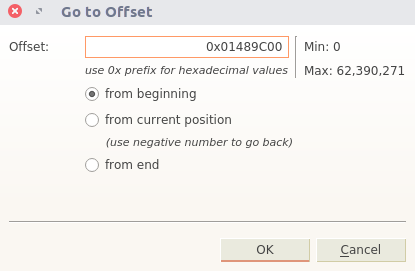 Go to Offset
Offset: 0x01489C00 Min: 0
use 0x prefix for hexadecimal values Max: 62,390,271
from beginning
from current position
(use negative number to go back)
from end
OK Cancel